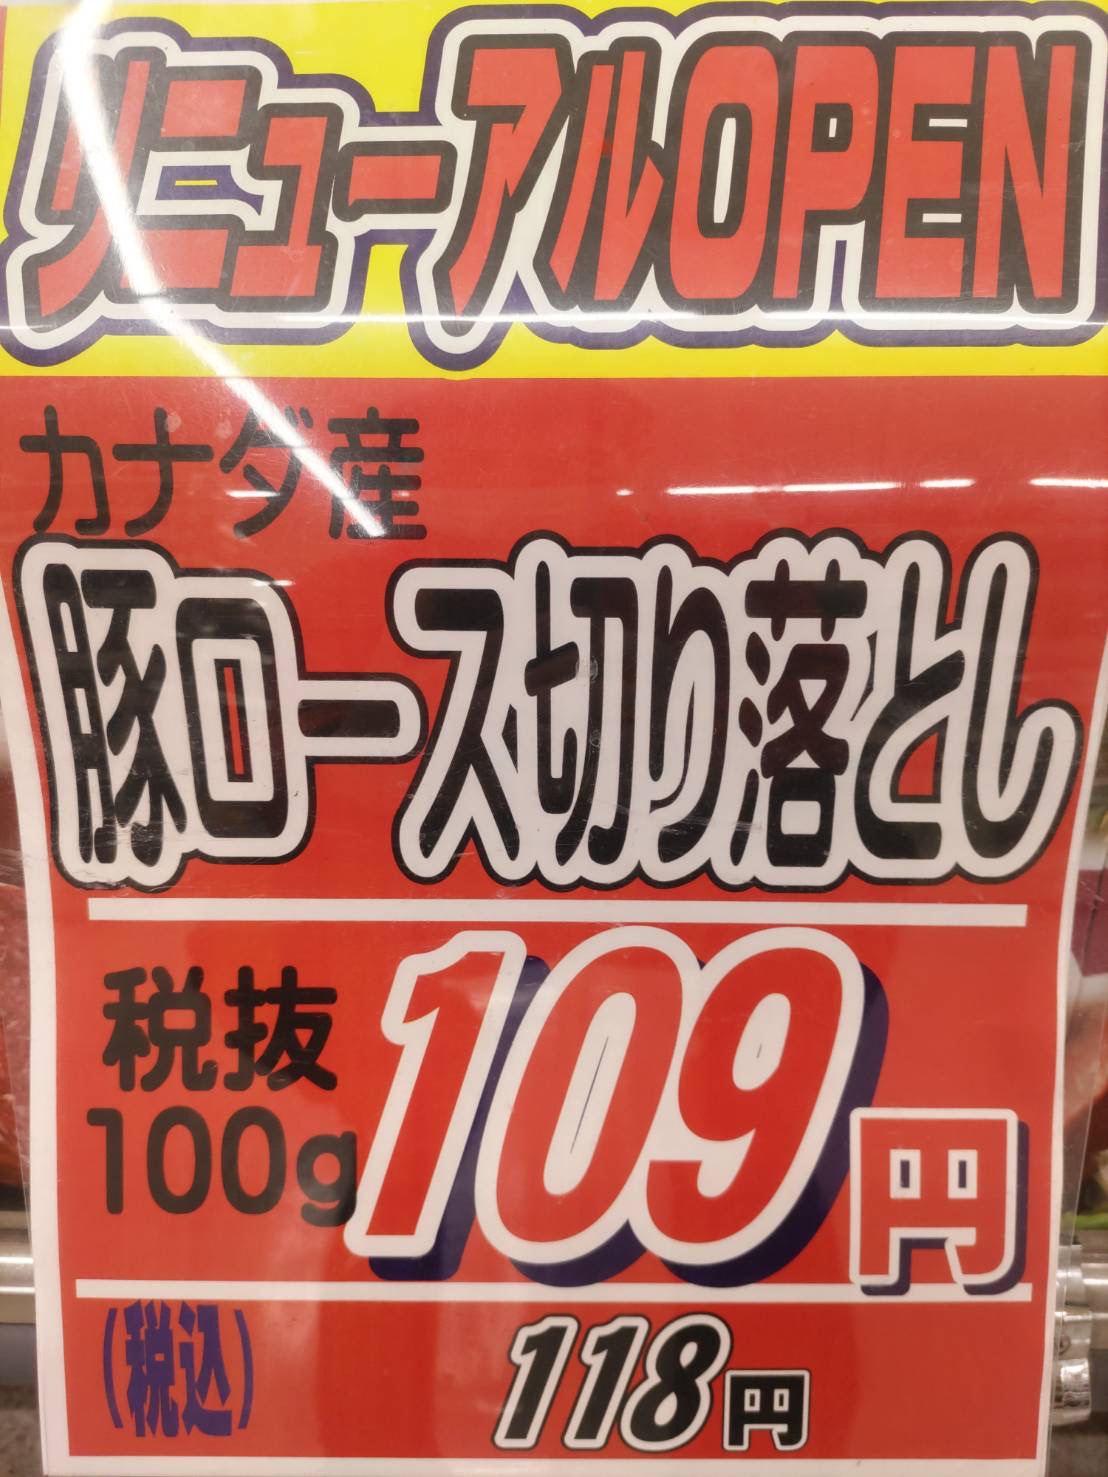 リニューアルOPEN
カナダ産
豚ロース切り落とし
税抜
100g 109円
(税込) 118円